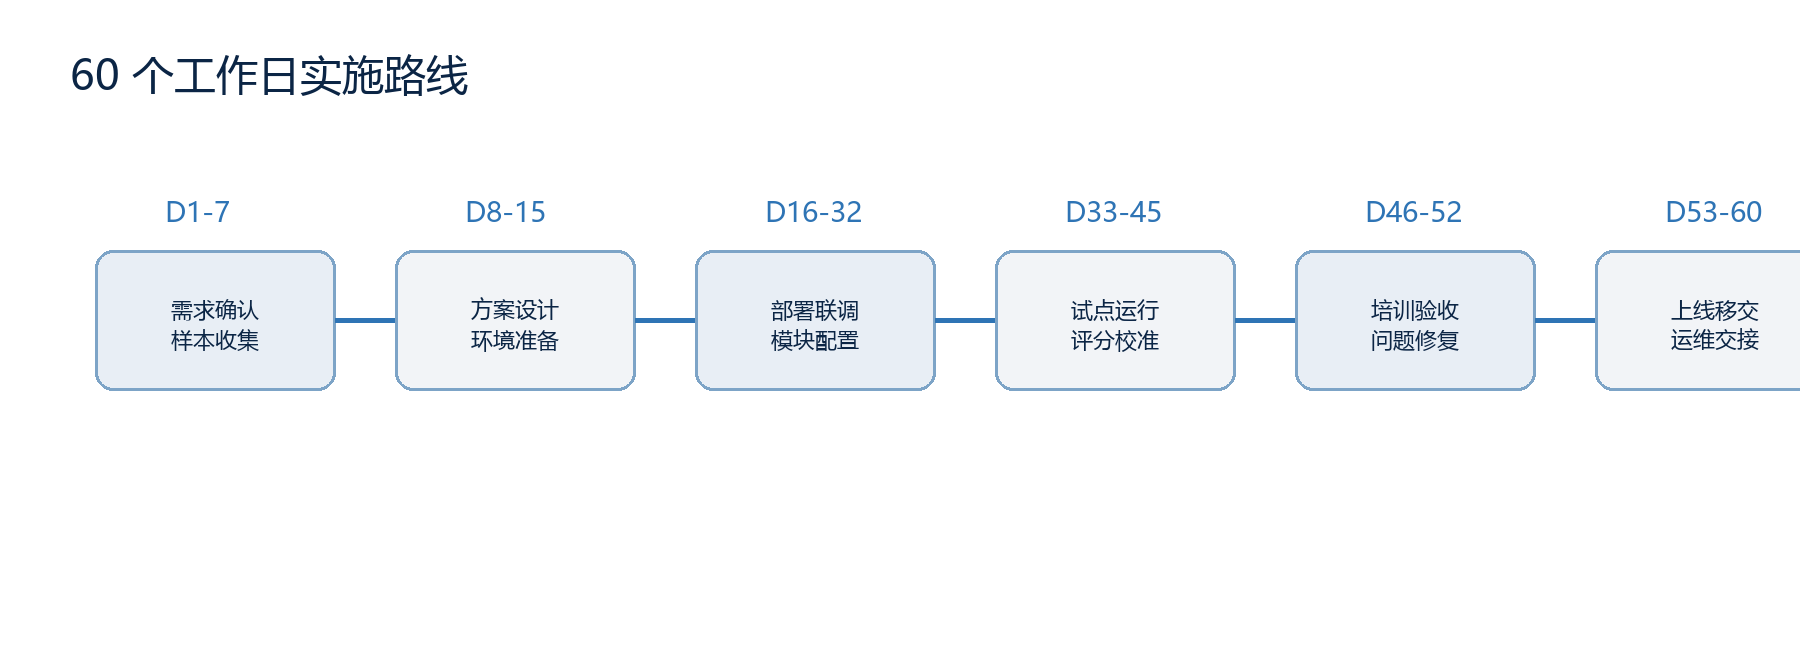 60 个工作日实施路线
D1-7
需求确认
样本收集
D8-15
方案设计
环境准备
D16-32
部署联调
模块配置
D33-45
试点运行
评分校准
D46-52
培训验收
问题修复
D53-60
上线移交
运维交接